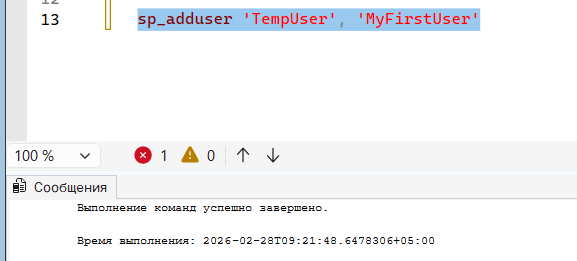 12
13 sp_adduser 'TempUser', 'MyFirstUser'
100 % 1 0
Сообщения
Выполнение команд успешно завершено.
Время выполнения: 2026-02-28T09:21:48.6478306+05:00